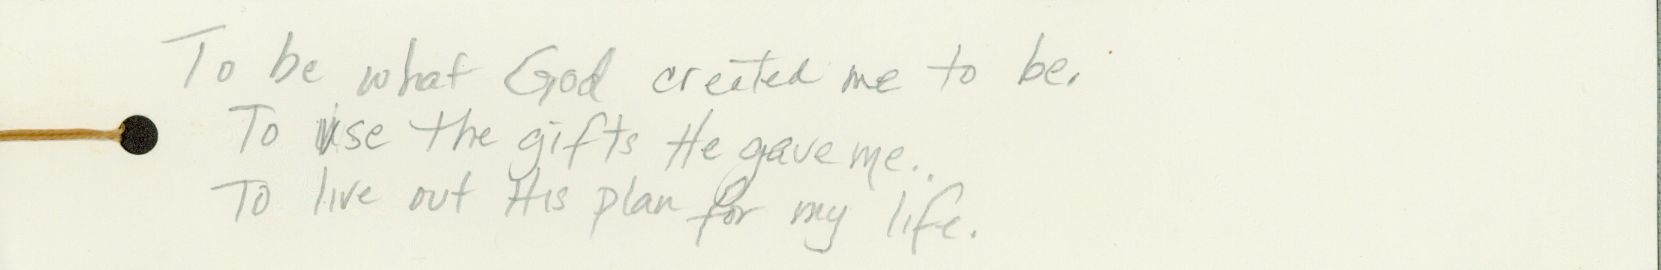 To be what God created me to be.
To use the gifts He gave me..
To live out His plan for my life.